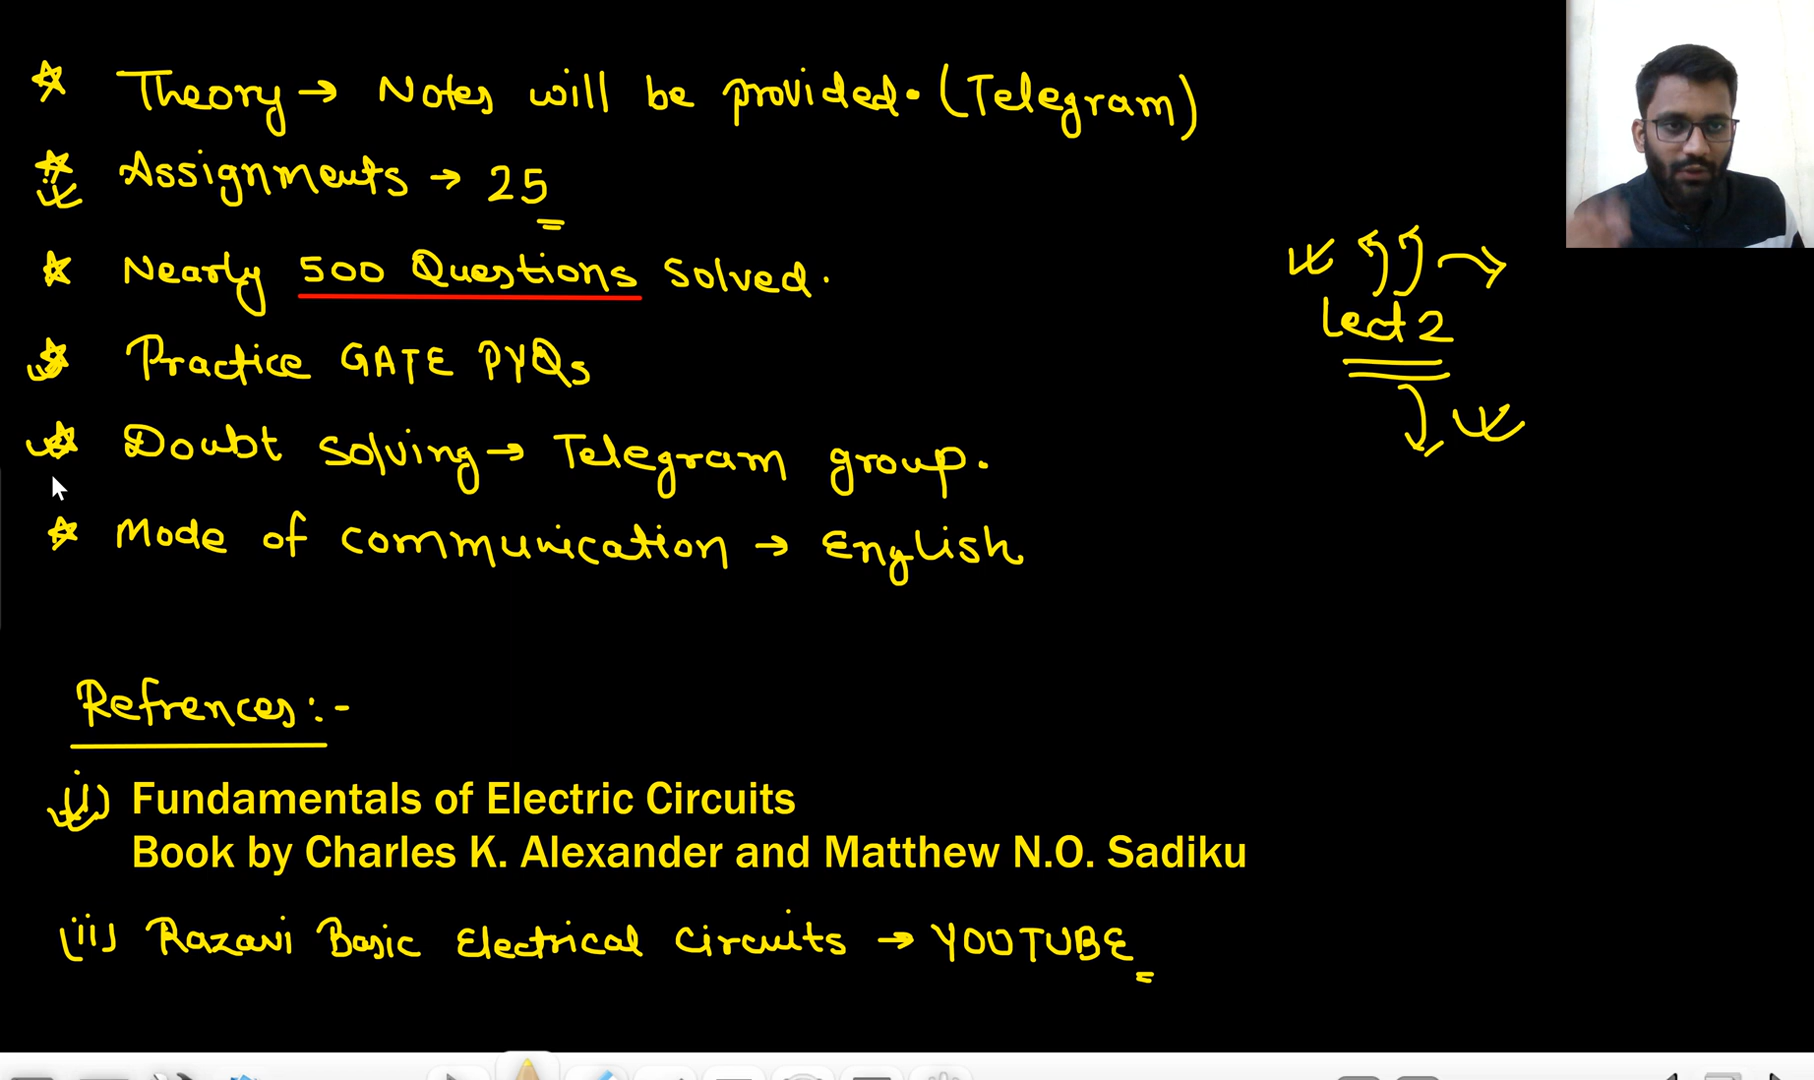 Theory → Notes will be provided. (Telegram)
Assignments → 25
Nearly 500 Questions Solved.
Practice GATE PYQs
Doubt solving → Telegram group.
Mode of communication → English
Lect 2
Refrences:-
(i) Fundamentals of Electric Circuits
Book by Charles K. Alexander and Matthew N.O. Sadiku
(ii) Razavi Basic Electrical Circuits → YOUTUBE